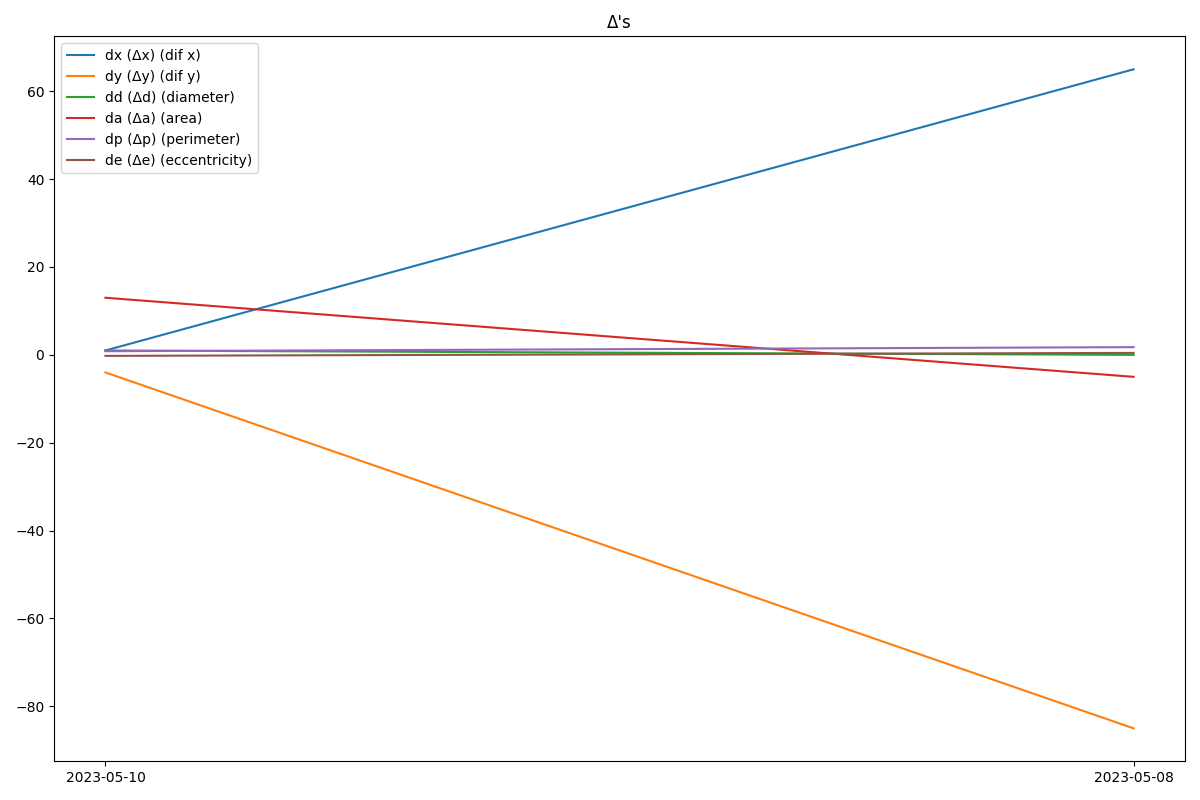 Δ's
dx (Δx) (dif x)
dy (Δy) (dif y)
dd (Δd) (diameter)
da (Δa) (area)
dp (Δp) (perimeter)
de (Δe) (eccentricity)
60
40
20
0
−20
−40
−60
−80
2023-05-10 2023-05-08